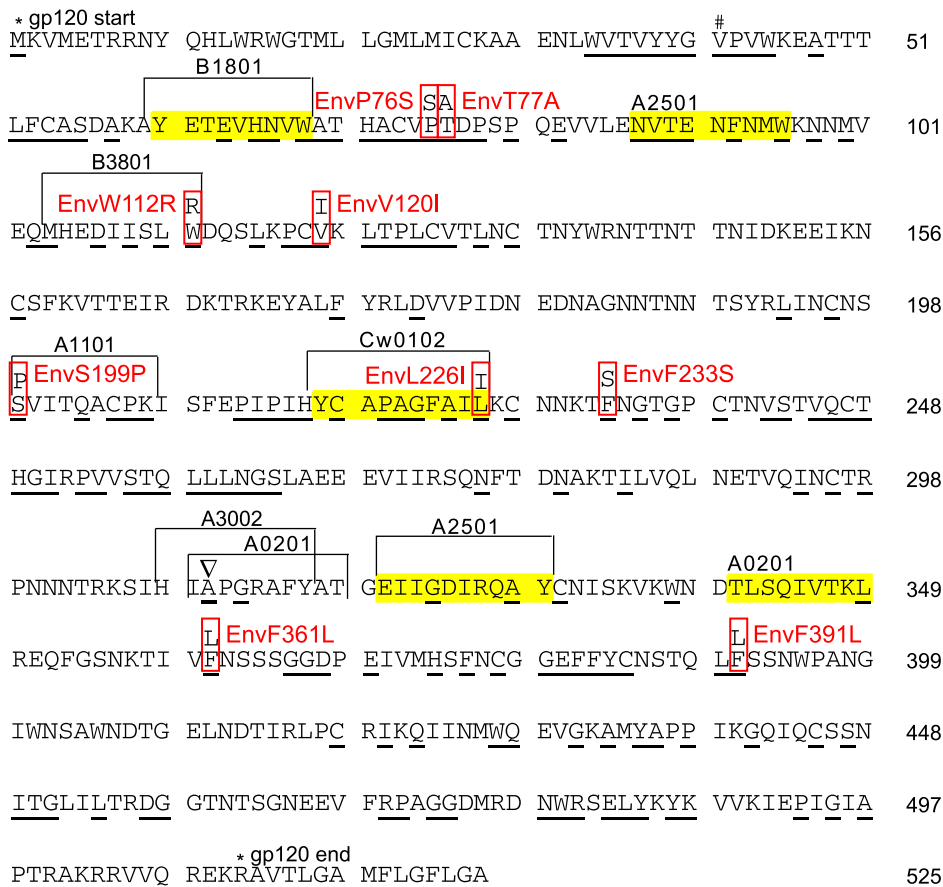 * gp120 start #
MKVMETRRNY QHLWRWGTML LGMLMICKAA ENLWVTVYYG VPVWKEATTT 51
B1801 EnvP76S SA EnvT77A A2501
LFCASDAKAY ETEVHNVWAT HACVPTDPSP QEVVLENVTE NFNMWKNNMV 101
B3801
EnvW112R R I EnvV120I
EQMHEDIISL WDQSLKPCVK LTPLCVTLNC TNYWRNTTNT TNIDKEEIKN 156
CSFKVTTEIR DKTRKEYALF YRLDVVPIDN EDNAGNNTNN TSYRLINCNS 198
A1101 Cw0102
P EnvS199P EnvL226I I S EnvF233S
SVITQACPKI SFEPIPIHYC APAGFAILKC NNKTFNGTGP CTNVSTVQCT 248
HGIRPVVSTQ LLLNGSLAEE EVIIRSQNFT DNAKTILVQL NETVQINCTR 298
A3002
A0201 A2501 A0201
PNNNTRKSIH IAPGRAFYAT GEIIGDIRQA YCNISKVKWN DTLSQIVTKL 349
L EnvF361L L EnvF391L
REQFGSNKTI VFNSSSGGDP EIVMHSFNCG GEFFYCNSTQ LFSSNWPANG 399
IWNSAWNDTG ELNDTIRLPC RIKQIINMWQ EVGKAMYAPP IKGQIQCSSN 448
ITGLILTRDG GTNTSGNEEV FRPAGGDMRD NWRSELYKYK VVKIEPIGIA 497
* gp120 end
PTRAKRRVVQ REKRAVTLGA MFLGFLGA 525